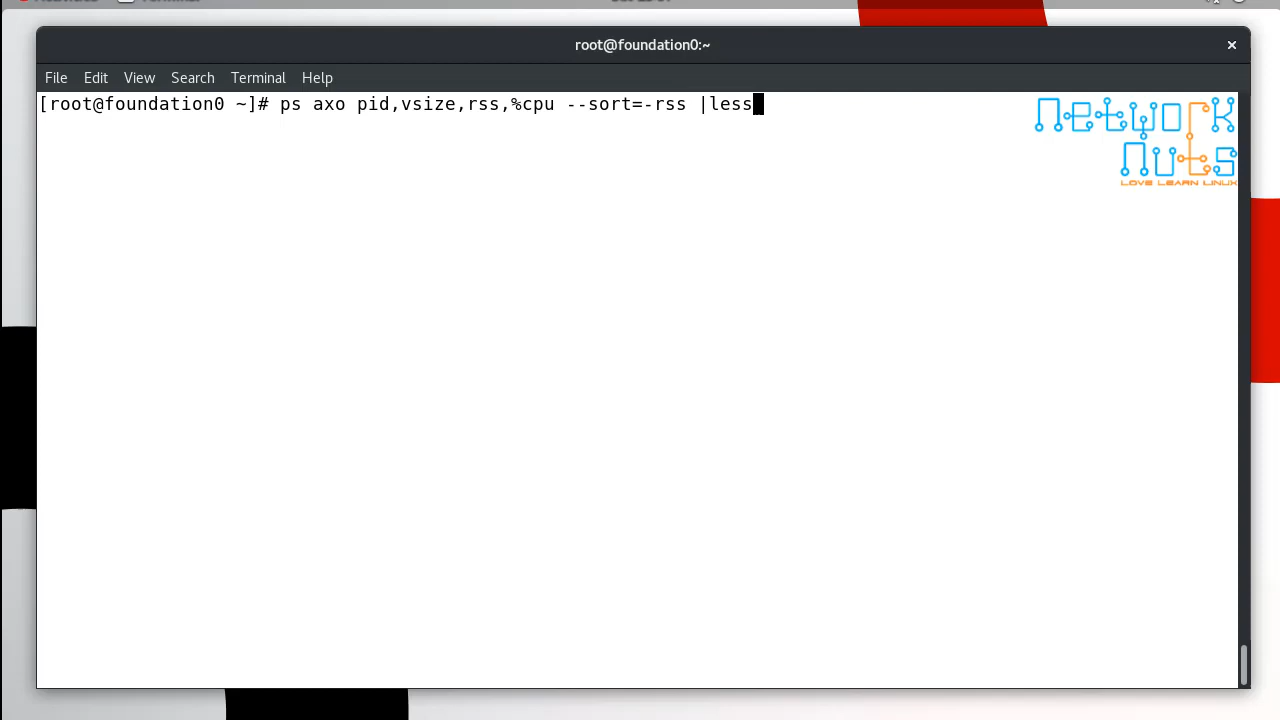 root@foundation0:~
File Edit View Search Terminal Help
[root@foundation0 ~]# ps axo pid,vsize,rss,%cpu --sort=-rss |less
Network
Nuts
LOVE LEARN LINUX